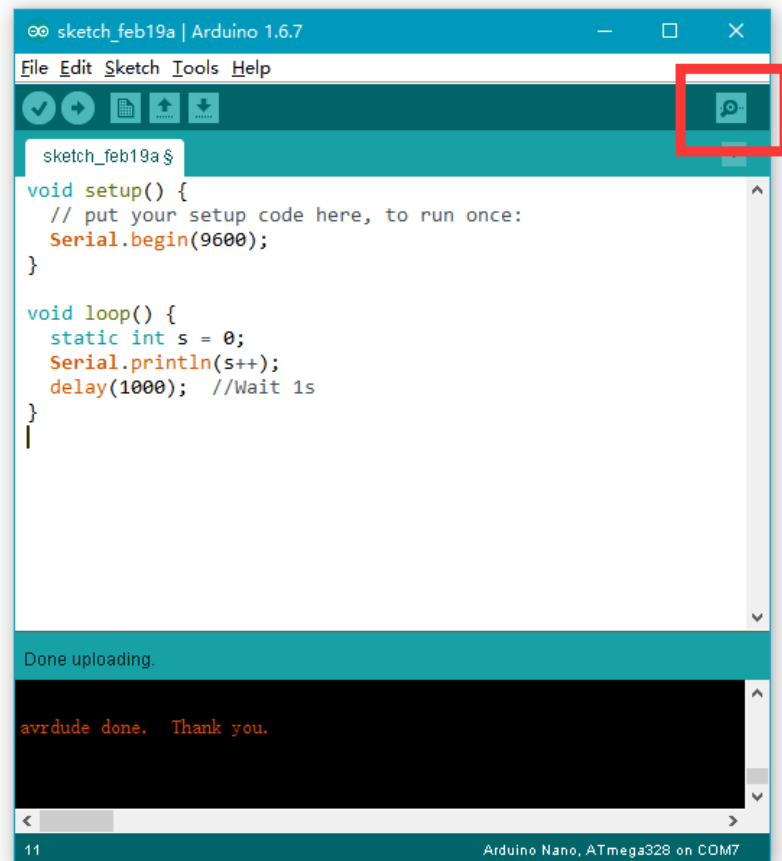 sketch_feb19a | Arduino 1.6.7
File Edit Sketch Tools Help
sketch_feb19a §
void setup() {
  // put your setup code here, to run once:
  Serial.begin(9600);
}
void loop() {
  static int s = 0;
  Serial.println(s++);
  delay(1000);  //Wait 1s
}
Done uploading.
avrdude done.  Thank you.
11 Arduino Nano, ATmega328 on COM7